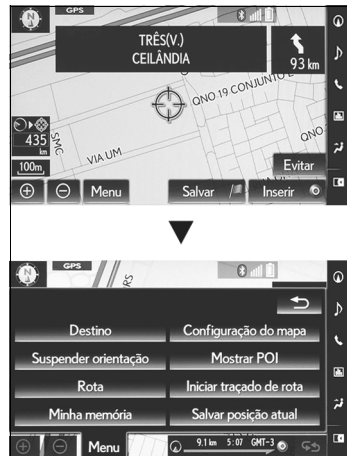 GPS
TRÊS(V.)
CEILÂNDIA
93 km
QNO 19 CONJUNTO
QNO
435
km
SMC
VIA UM
100m
Evitar
Menu
Salvar
Inserir
GPS
RS
Destino
Configuração do mapa
Suspender orientação
Mostrar POI
Rota
Iniciar traçado de rota
Minha memória
Salvar posição atual
Menu
9.1 km 5:07 GMT-3